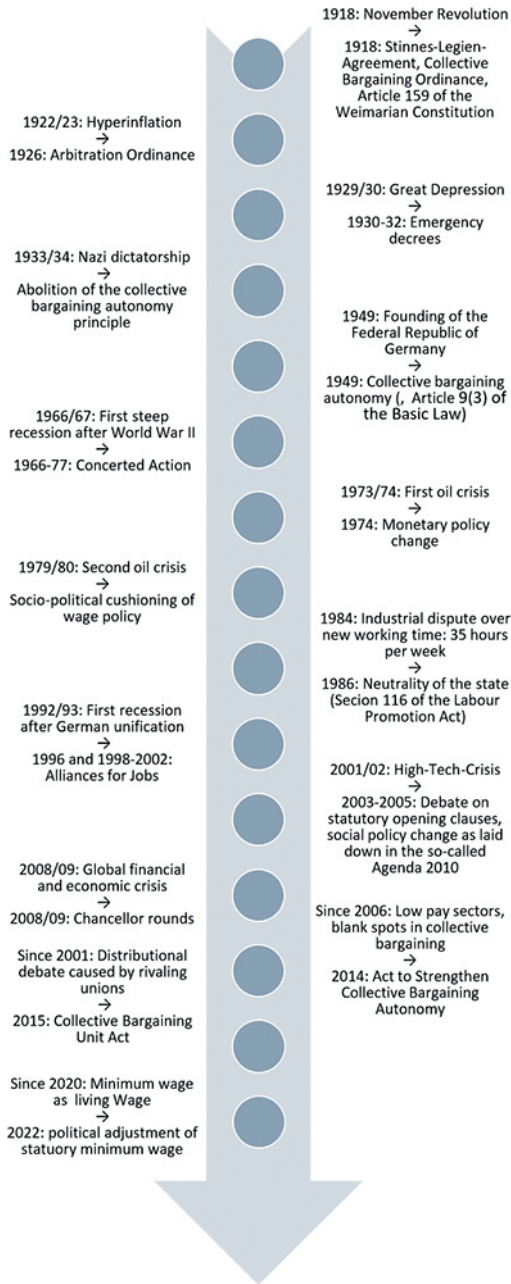 1918: November Revolution
→
1918: Stinnes-Legien-
Agreement, Collective
Bargaining Ordinance,
Article 159 of the
Weimarian Constitution
1922/23: Hyperinflation
→
1926: Arbitration Ordinance
1929/30: Great Depression
→
1930-32: Emergency
decrees
1933/34: Nazi dictatorship
→
Abolition of the collective
bargaining autonomy
principle
1949: Founding of the
Federal Republic of
Germany
→
1949: Collective bargaining
autonomy (, Article 9(3) of
the Basic Law)
1966/67: First steep
recession after World War II
→
1966-77: Concerted Action
1973/74: First oil crisis
→
1974: Monetary policy
change
1979/80: Second oil crisis
→
Socio-political cushioning of
wage policy
1984: Industrial dispute over
new working time: 35 hours
per week
→
1986: Neutrality of the state
(Secion 116 of the Labour
Promotion Act)
1992/93: First recession
after German unification
→
1996 and 1998-2002:
Alliances for Jobs
2001/02: High-Tech-Crisis
→
2003-2005: Debate on
statutory opening clauses,
social policy change as laid
down in the so-called
Agenda 2010
2008/09: Global financial
and economic crisis
→
2008/09: Chancellor rounds
Since 2006: Low pay sectors,
blank spots in collective
bargaining
→
2014: Act to Strengthen
Collective Bargaining
Autonomy
Since 2001: Distributional
debate caused by rivaling
unions
→
2015: Collective Bargaining
Unit Act
Since 2020: Minimum wage
as living Wage
→
2022: political adjustment of
statuory minimum wage